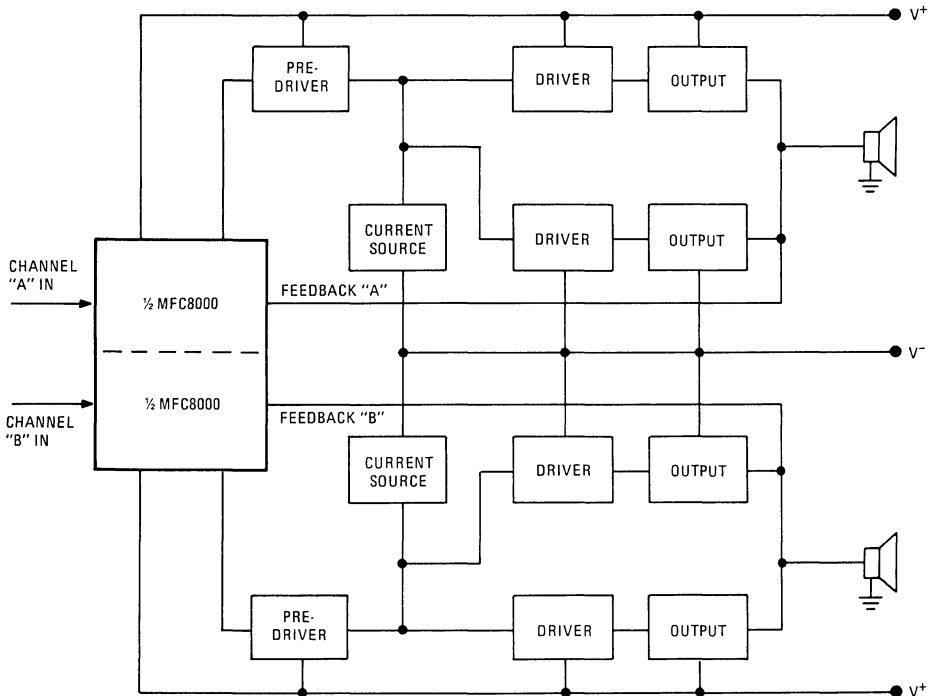 V+
PRE-
DRIVER
DRIVER
OUTPUT
CURRENT
SOURCE
DRIVER
OUTPUT
CHANNEL
"A" IN
½ MFC8000
FEEDBACK "A"
V-
½ MFC8000
FEEDBACK "B"
CHANNEL
"B" IN
CURRENT
SOURCE
DRIVER
OUTPUT
PRE-
DRIVER
DRIVER
OUTPUT
V+